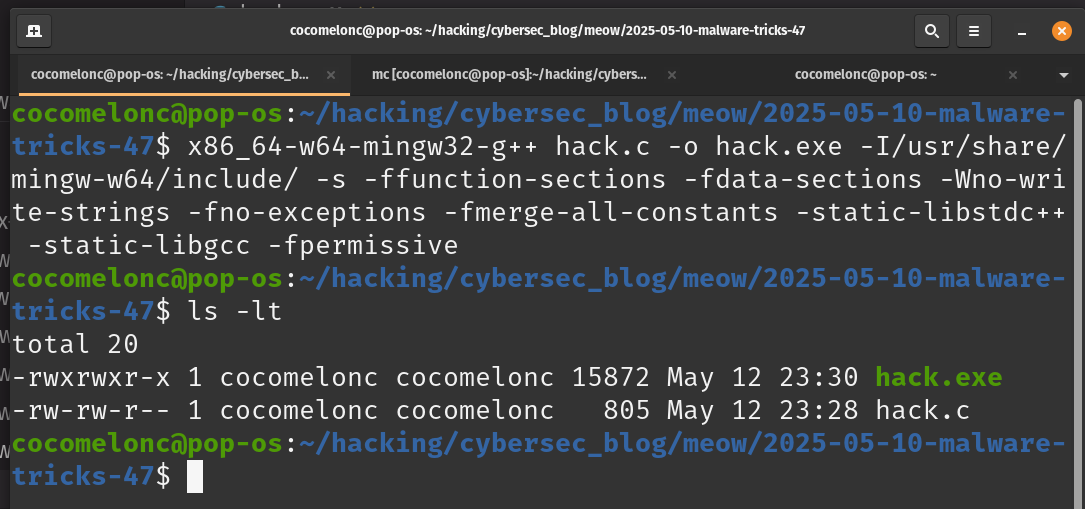 cocomelonc@pop-os: ~/hacking/cybersec_blog/meow/2025-05-10-malware-tricks-47
cocomelonc@pop-os: ~/hacking/cybersec_b...
mc [cocomelonc@pop-os]:~/hacking/cybers...
cocomelonc@pop-os: ~
cocomelonc@pop-os:~/hacking/cybersec_blog/meow/2025-05-10-malware-
tricks-47$ x86_64-w64-mingw32-g++ hack.c -o hack.exe -I/usr/share/
mingw-w64/include/ -s -ffunction-sections -fdata-sections -Wno-wri
te-strings -fno-exceptions -fmerge-all-constants -static-libstdc++
-static-libgcc -fpermissive
cocomelonc@pop-os:~/hacking/cybersec_blog/meow/2025-05-10-malware-
tricks-47$ ls -lt
total 20
-rwxrwxr-x 1 cocomelonc cocomelonc 15872 May 12 23:30 hack.exe
-rw-rw-r-- 1 cocomelonc cocomelonc   805 May 12 23:28 hack.c
cocomelonc@pop-os:~/hacking/cybersec_blog/meow/2025-05-10-malware-
tricks-47$